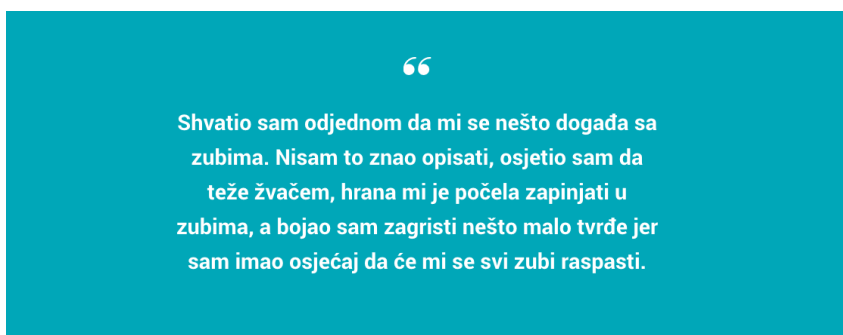 “
Shvatio sam odjednom da mi se nešto događa sa
zubima. Nisam to znao opisati, osjetio sam da
teže žvačem, hrana mi je počela zapinjati u
zubima, a bojao sam zagristi nešto malo tvrđe jer
sam imao osjećaj da će mi se svi zubi raspasti.